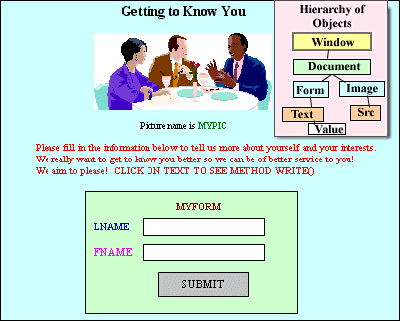 Getting to Know You
Hierarchy of
Objects
Window
Document
Form
Image
Text
Src
Value
Picture name is MYPIC
Please fill in the information below to tell us more about yourself and your interests.
We really want to get to know you better so we can be of better service to you!
We aim to please! CLICK ON TEXT TO SEE METHOD WRITE()
MYFORM
LNAME
FNAME
SUBMIT